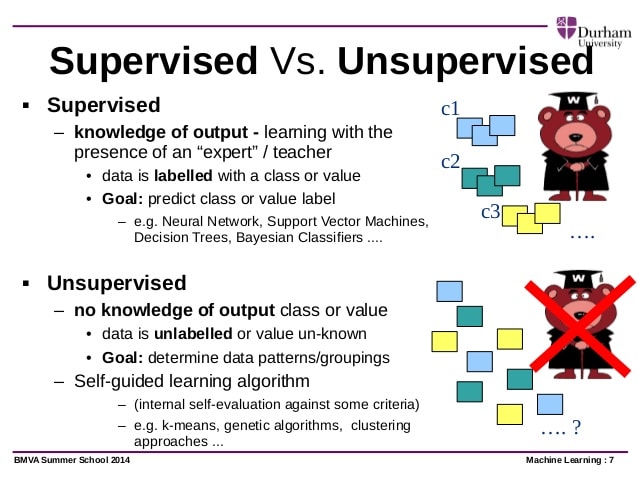 Durham
University
Supervised Vs. Unsupervised
▪ Supervised
– knowledge of output - learning with the
presence of an “expert” / teacher
• data is labelled with a class or value
• Goal: predict class or value label
– e.g. Neural Network, Support Vector Machines,
Decision Trees, Bayesian Classifiers ....
c1
c2
c3
....
W
▪ Unsupervised
– no knowledge of output class or value
• data is unlabelled or value un-known
• Goal: determine data patterns/groupings
– Self-guided learning algorithm
– (internal self-evaluation against some criteria)
– e.g. k-means, genetic algorithms, clustering
approaches ...
W
.... ?
BMVA Summer School 2014
Machine Learning : 7